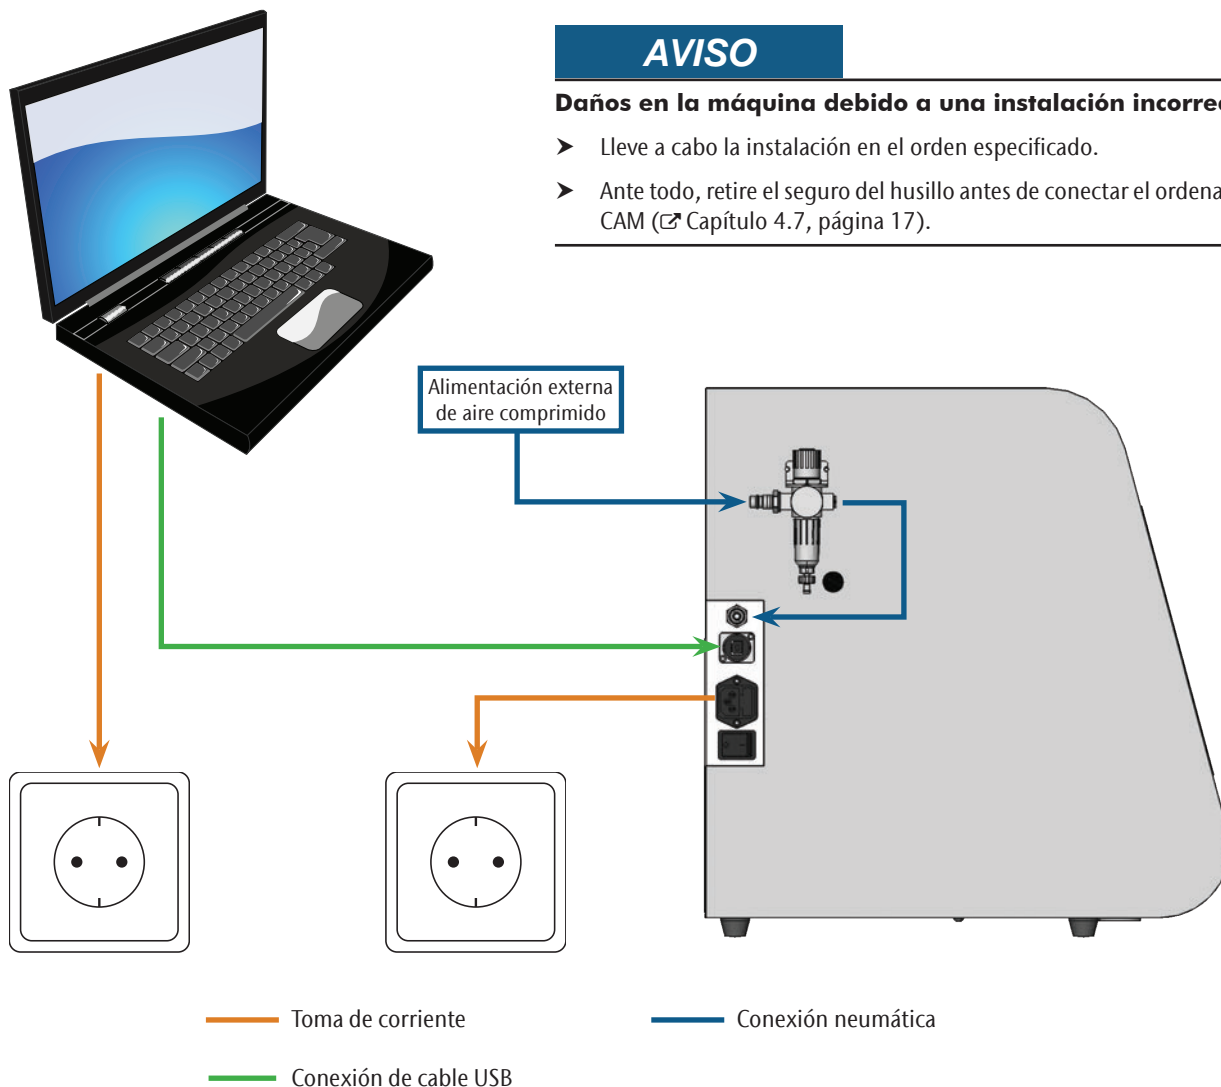 AVISO
Daños en la máquina debido a una instalación
➤ Lleve a cabo la instalación en el orden especificado.
➤ Ante todo, retire el seguro del husillo antes de conectar el
CAM (☞ Capítulo 4.7, página 17).
Alimentación externa
de aire comprimido
Toma de corriente
Conexión neumática
Conexión de cable USB